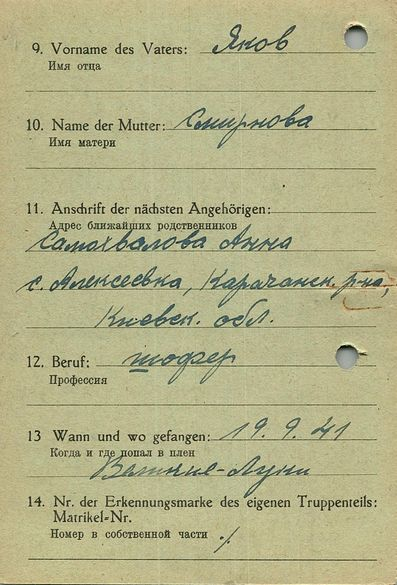 9. Vorname des Vaters: Яков
Имя отца
10. Name der Mutter: Смирнова
Имя матери
11. Anschrift der nächsten Angehörigen:
Адрес ближайших родственников
Самохвалова Анна
с. Алексеевка, Карачанск. р-на,
Киевск. обл.
12. Beruf: шофер
Профессия
13 Wann und wo gefangen: 19. 9. 41
Когда и где попал в плен
Великие-Луки
14. Nr. der Erkennungsmarke des eigenen Truppenteils:
Matrikel-Nr.
Номер в собственной части ·/.